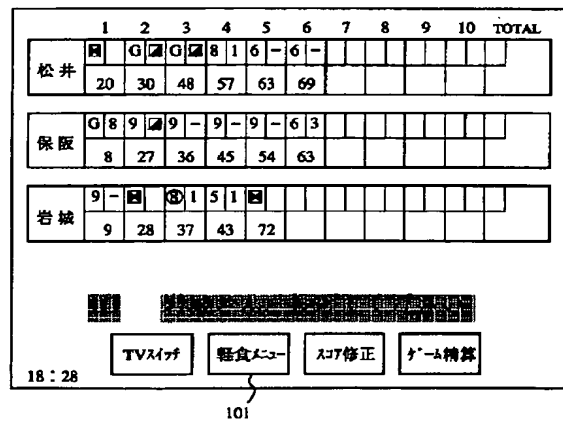 1 2 3 4 5 6 7 8 9 10 TOTAL
松井 G G 8 1 6 - 6 -
20 30 48 57 63 69
保阪 G 8 9 9 - 9 - 9 - 6 3
8 27 36 45 54 63
岩城 9 - ⑧ 1 5 1
9 28 37 43 72
TVスイッチ 軽食メニュー スコア修正 ゲーム精算
18:28
101